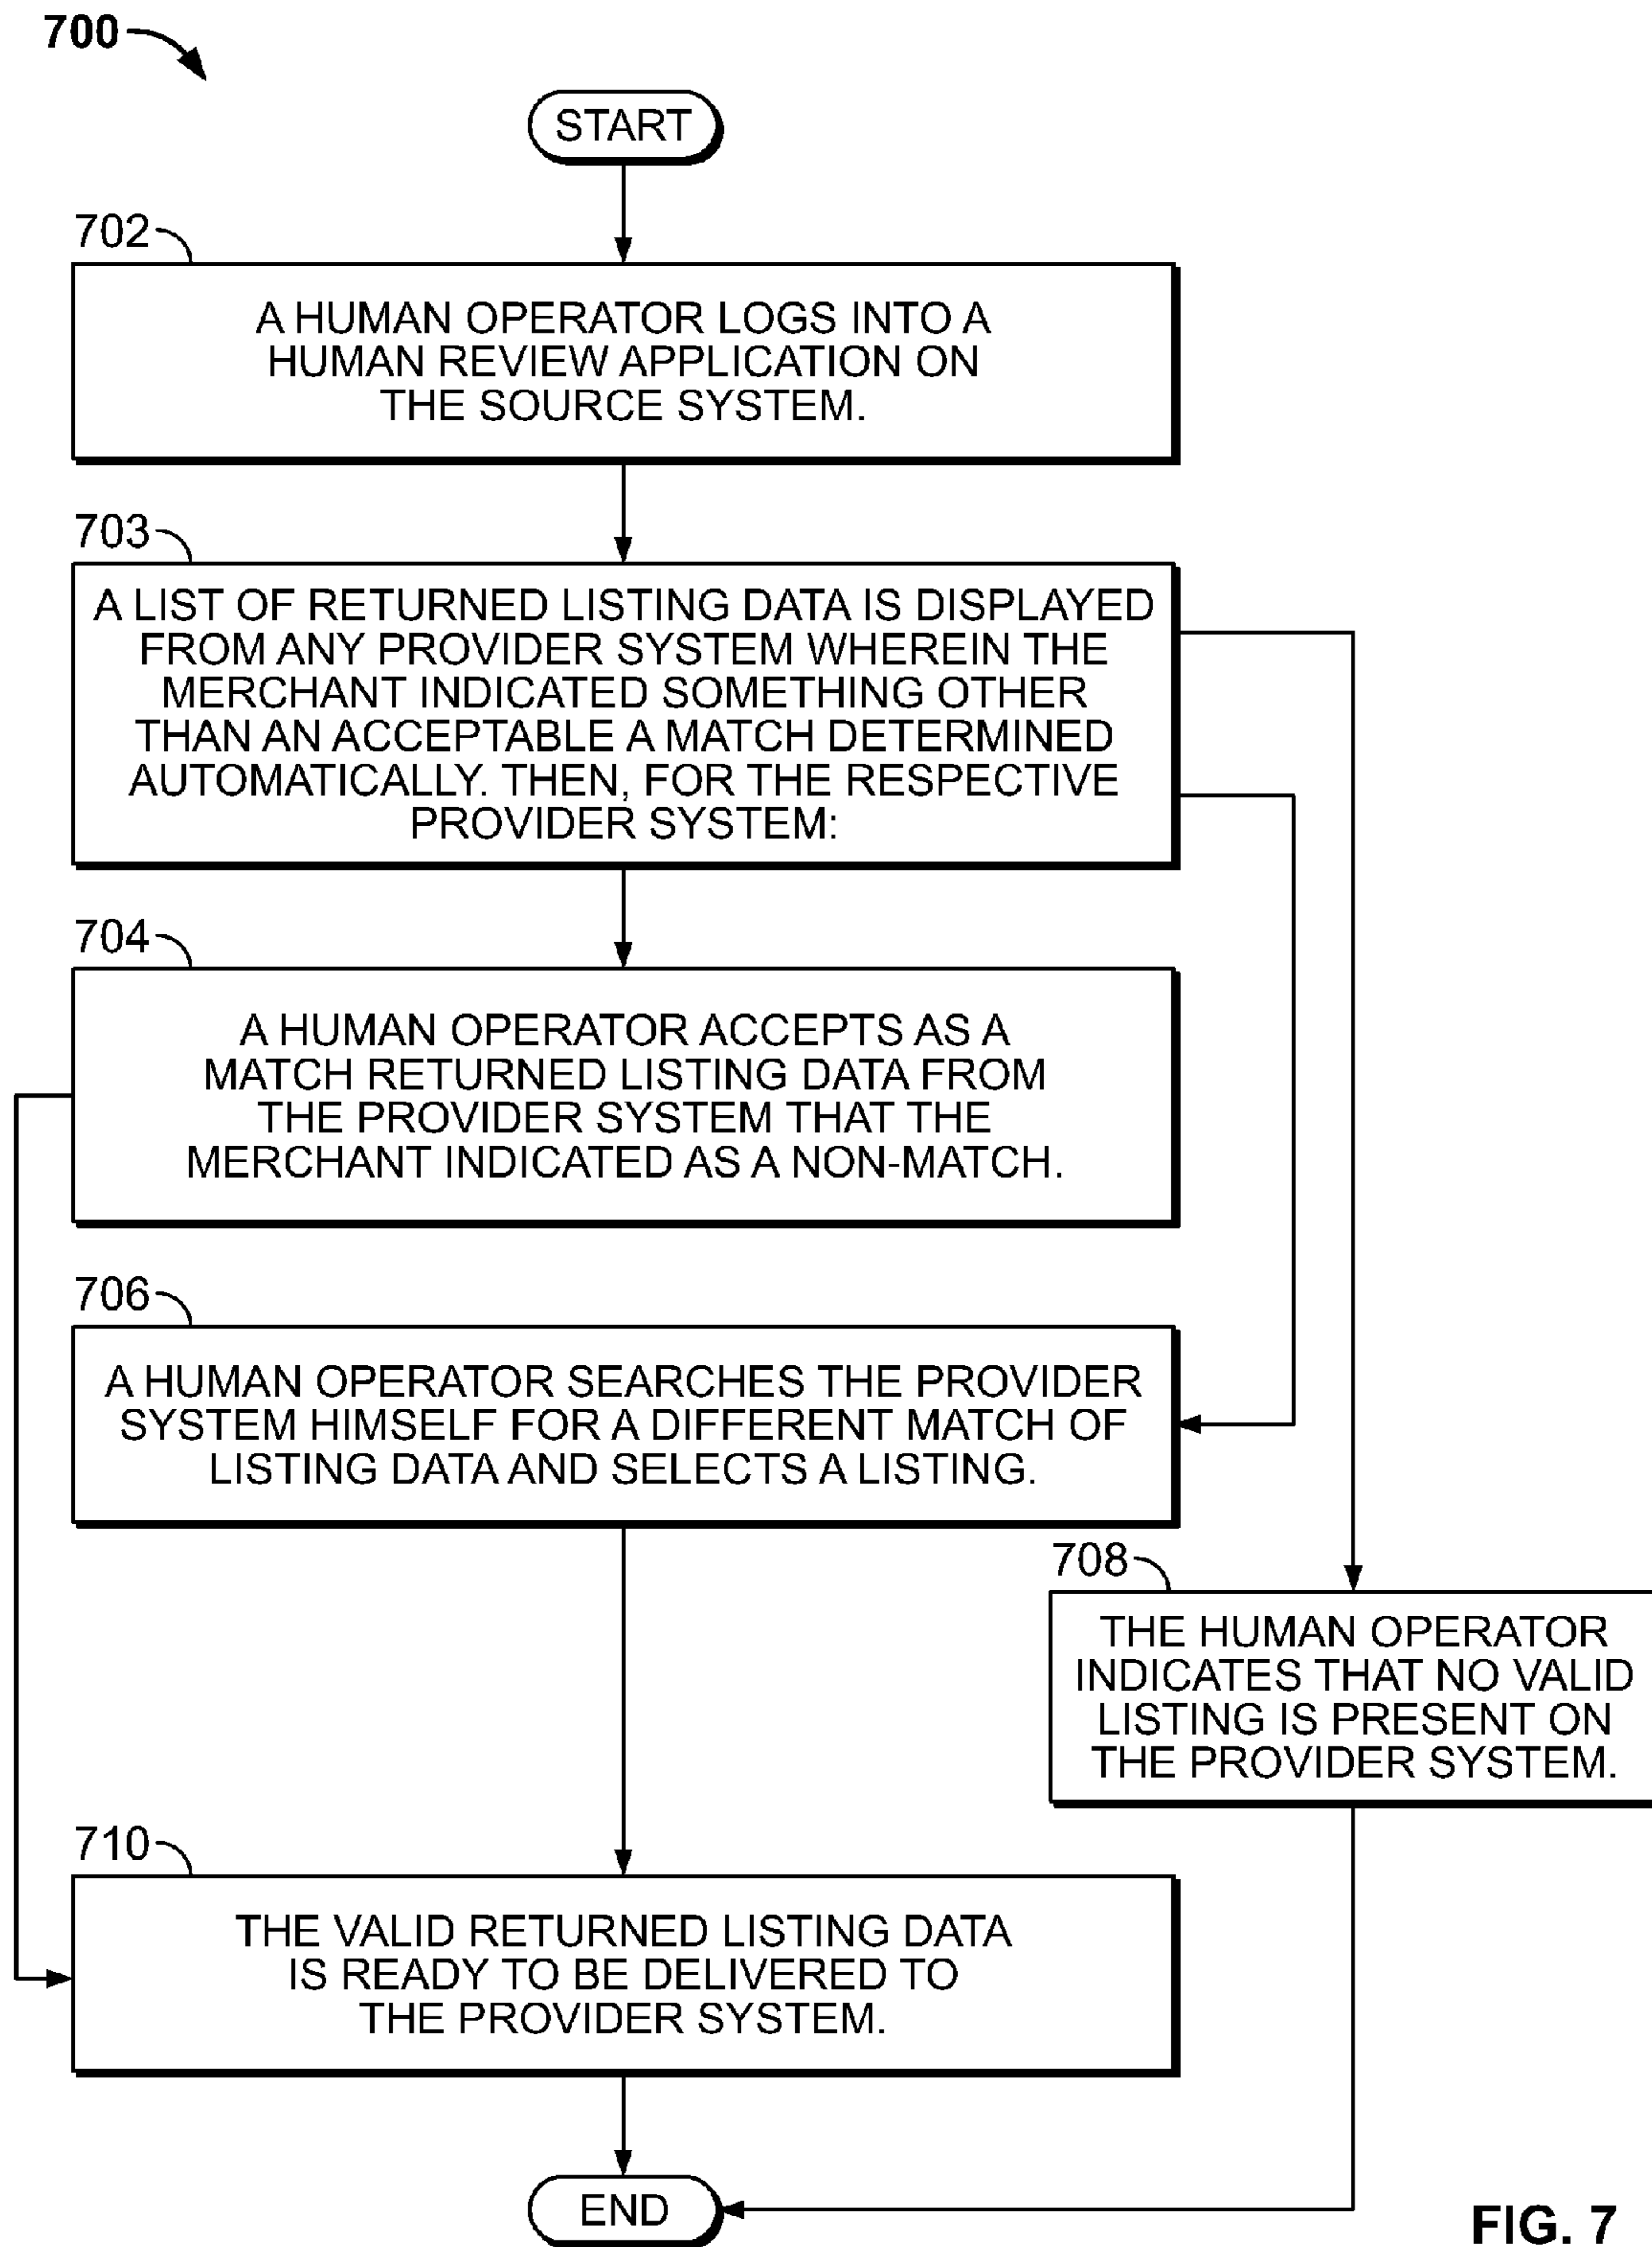 700
START
702
A HUMAN OPERATOR LOGS INTO A
HUMAN REVIEW APPLICATION ON
THE SOURCE SYSTEM.
703
A LIST OF RETURNED LISTING DATA IS DISPLAYED
FROM ANY PROVIDER SYSTEM WHEREIN THE
MERCHANT INDICATED SOMETHING OTHER
THAN AN ACCEPTABLE A MATCH DETERMINED
AUTOMATICALLY. THEN, FOR THE RESPECTIVE
PROVIDER SYSTEM:
704
A HUMAN OPERATOR ACCEPTS AS A
MATCH RETURNED LISTING DATA FROM
THE PROVIDER SYSTEM THAT THE
MERCHANT INDICATED AS A NON-MATCH.
706
A HUMAN OPERATOR SEARCHES THE PROVIDER
SYSTEM HIMSELF FOR A DIFFERENT MATCH OF
LISTING DATA AND SELECTS A LISTING.
708
THE HUMAN OPERATOR
INDICATES THAT NO VALID
LISTING IS PRESENT ON
THE PROVIDER SYSTEM.
710
THE VALID RETURNED LISTING DATA
IS READY TO BE DELIVERED TO
THE PROVIDER SYSTEM.
END
FIG. 7